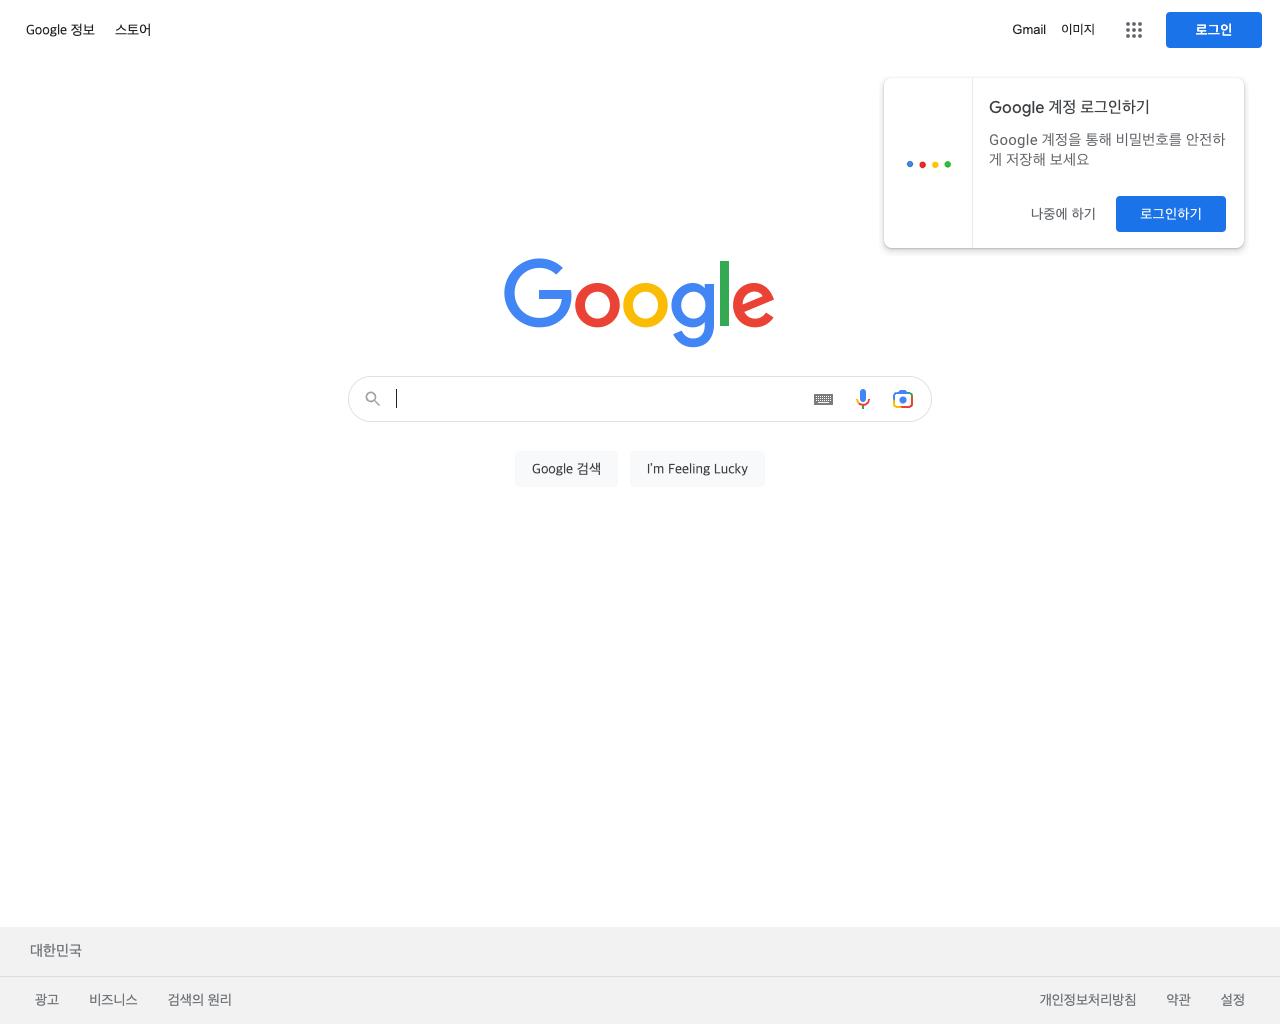 Google 정보 스토어 Gmail 이미지 로그인
Google 계정 로그인하기
Google 계정을 통해 비밀번호를 안전하
게 저장해 보세요
나중에 하기 로그인하기
Google
Google 검색 I'm Feeling Lucky
대한민국
광고 비즈니스 검색의 원리 개인정보처리방침 약관 설정